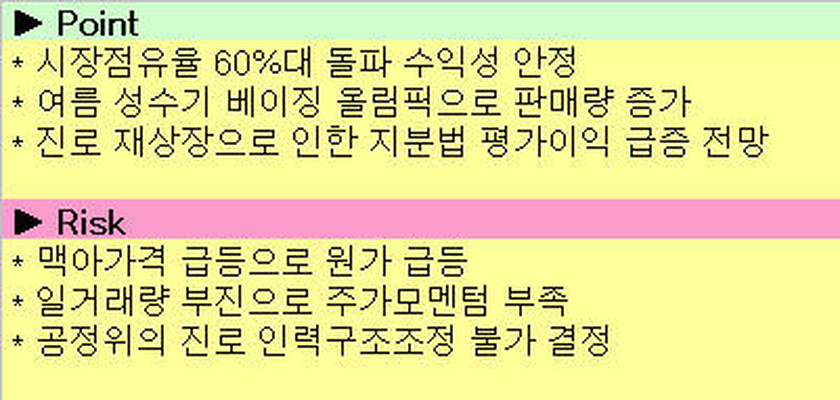 ▶ Point
* 시장점유율 60%대 돌파 수익성 안정
* 여름 성수기 베이징 올림픽으로 판매량 증가
* 진로 재상장으로 인한 지분법 평가이익 급증 전망
▶ Risk
* 맥아가격 급등으로 원가 급등
* 일거래량 부진으로 주가모멘텀 부족
* 공정위의 진로 인력구조조정 불가 결정